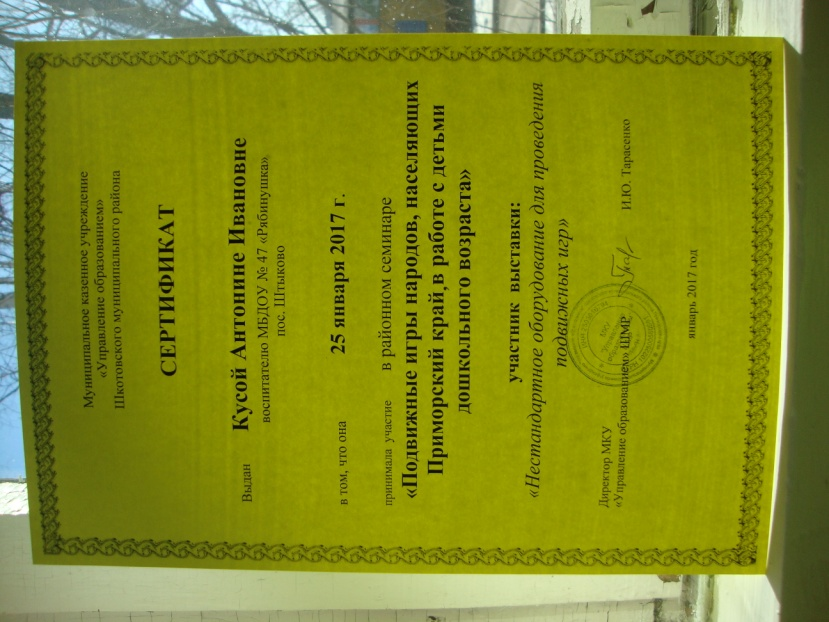 Муниципальное казенное учреждение
«Управление образованием»
Шкотовского муниципального района
СЕРТИФИКАТ
Выдан Кусой Антонине Ивановне
воспитателю МБДОУ № 47 «Рябинушка»,
пос. Штыково
в том, что она 25 января 2017 г.
принимала участие в районном семинаре
«Подвижные игры народов, населяющих
Приморский край,в работе с детьми
дошкольного возраста»
участник выставки:
«Нестандартное оборудование для проведения
подвижных игр»
Директор МКУ
«Управление образованием» ШМР И.Ю. Тарасенко
январь 2017 год